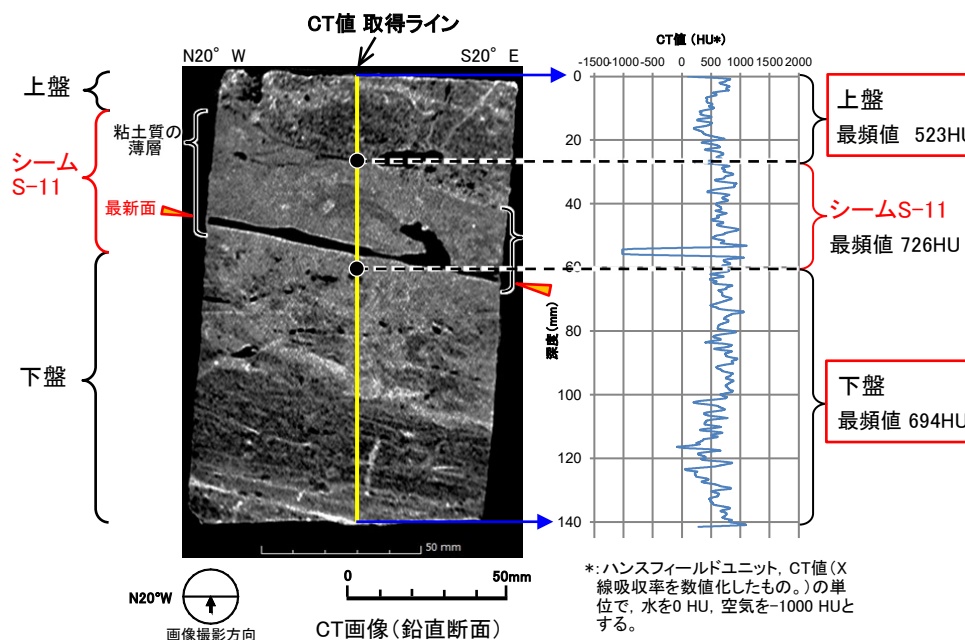 CT値 取得ライン
N20° W
S20° E
上盤
粘土質の
薄層
シーム
S-11
最新面
下盤
50 mm
N20°W
画像撮影方向
0
50mm
CT画像(鉛直断面)
CT値 (HU*)
-1500
-1000
-500
0
500
1000
1500
2000
0
20
40
60
80
100
120
140
深度(mm)
上盤
最頻値 523HU
シームS-11
最頻値 726HU
下盤
最頻値 694HU
*: ハンスフィールドユニット, CT値(X
線吸収率を数値化したもの。)の単
位で, 水を0 HU, 空気を-1000 HUと
する。